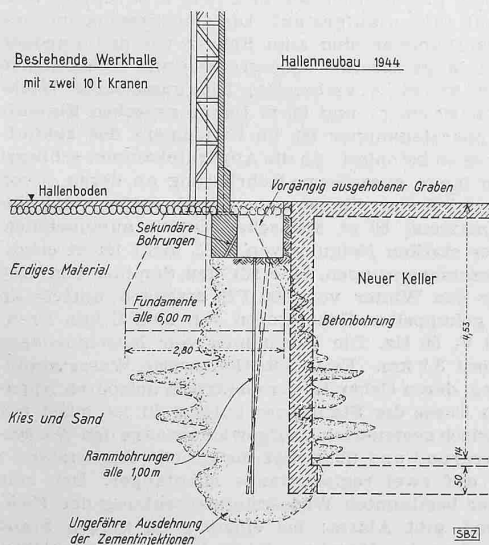 Bestehende Werkhalle
mit zwei 10 t Kranen
Hallenneubau 1944
Hallenboden
Vorgängig ausgehobener Graben
Sekundäre
Bohrungen
Erdiges Material
Neuer Keller
Fundamente
alle 6,00 m
Betonbohrung
4,53
2,80
Kies und Sand
Rammbohrungen
alle 1,00 m
14
50
Ungefähre Ausdehnung
der Zementinjektionen
SBZ